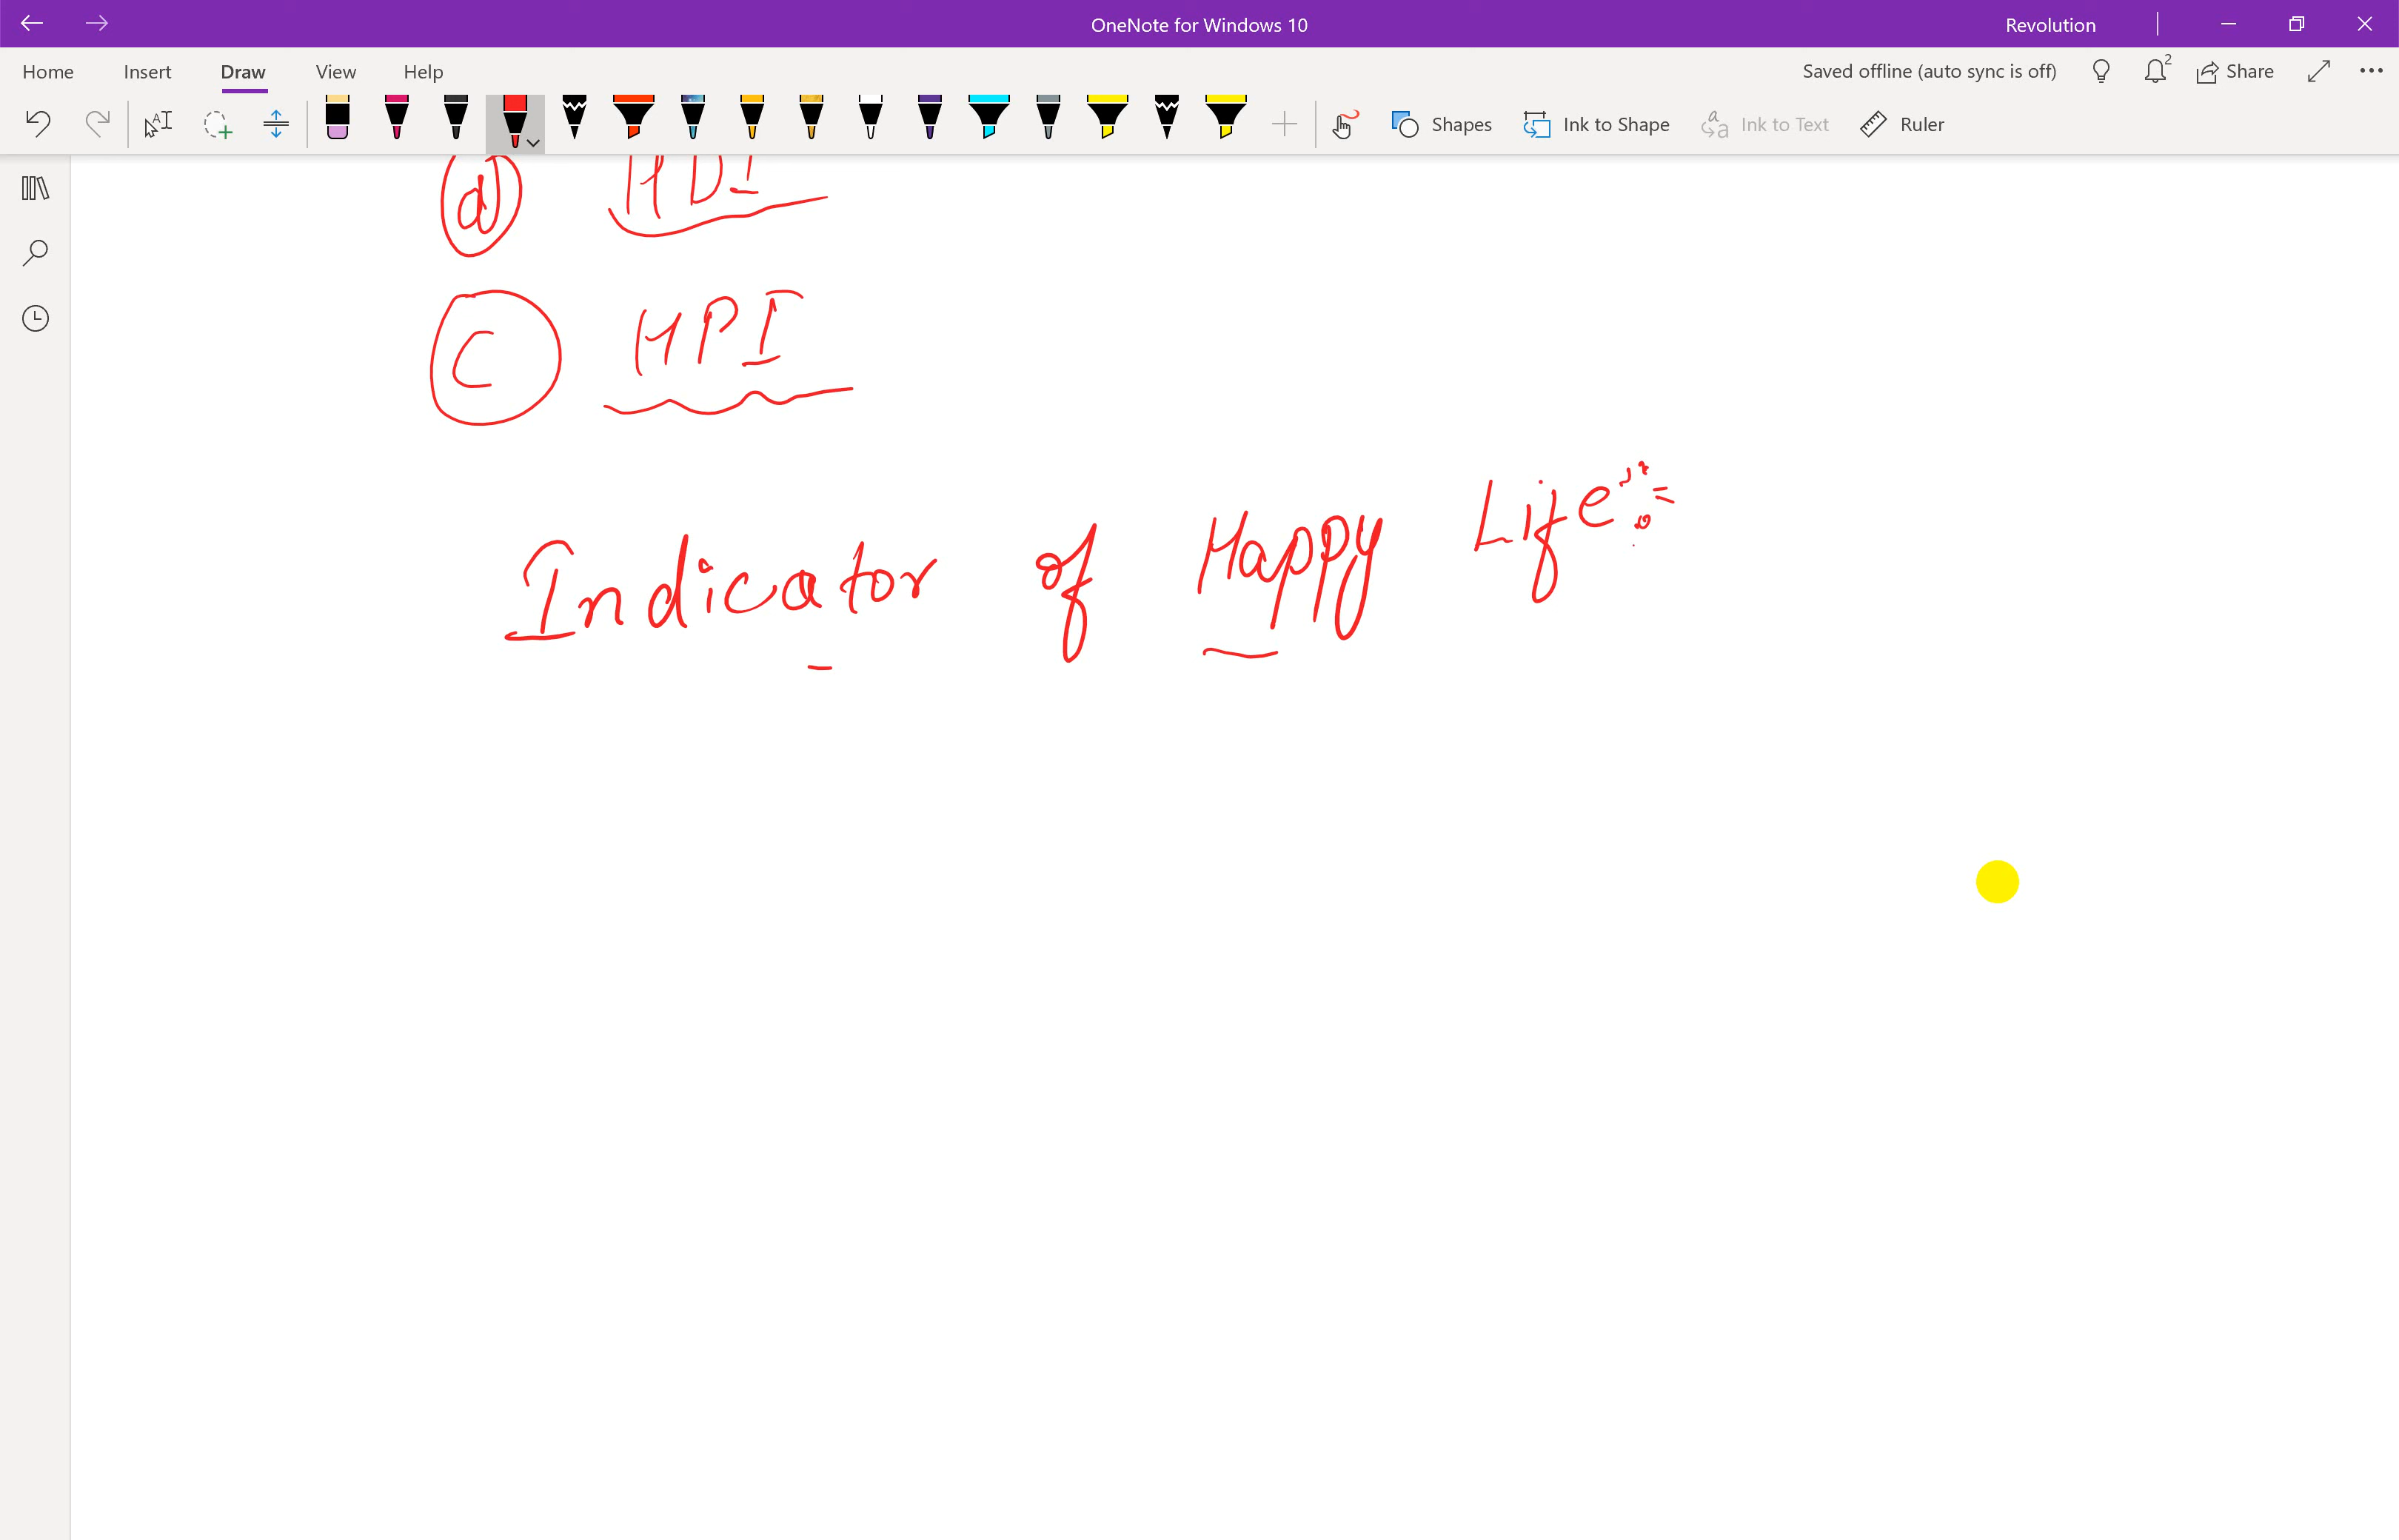 OneNote for Windows 10 Revolution
Home Insert Draw View Help Saved offline (auto sync is off) 2 Share
Shapes Ink to Shape Ink to Text Ruler
d HDI
C HPI
Indicator of Happy Life